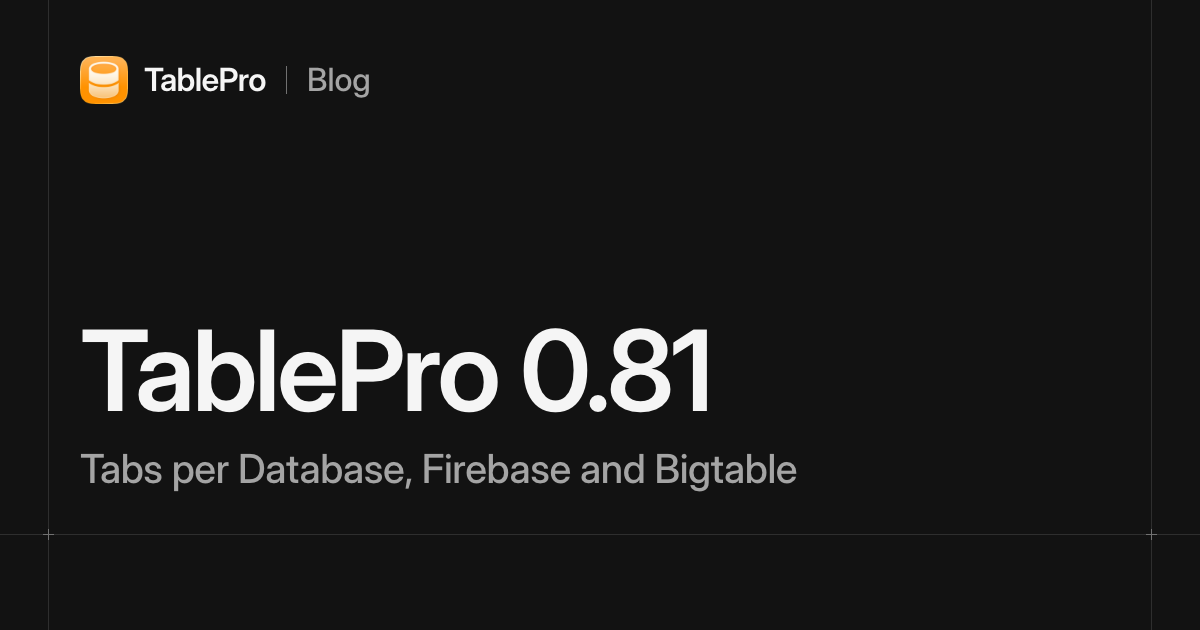 TablePro | Blog
TablePro 0.81
Tabs per Database, Firebase and Bigtable